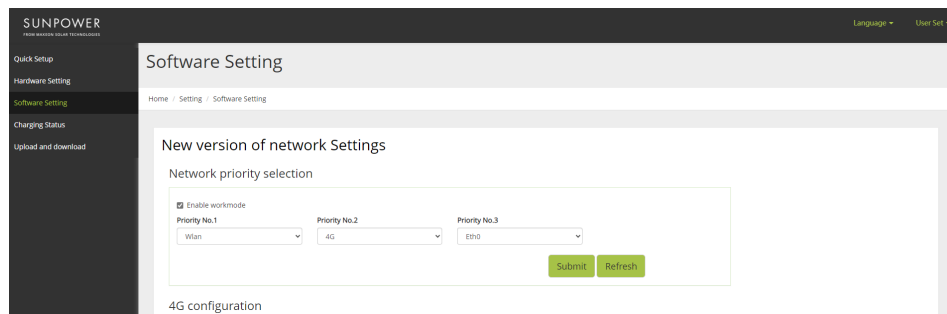 SUNPOWER
FROM MAXEON SOLAR TECHNOLOGIES
Language
User Set
Quick Setup
Hardware Setting
Software Setting
Charging Status
Upload and download
Software Setting
Home / Setting / Software Setting
New version of network Settings
Network priority selection
Enable workmode
Priority No.1 Priority No.2 Priority No.3
Wlan 4G Eth0
Submit Refresh
4G configuration